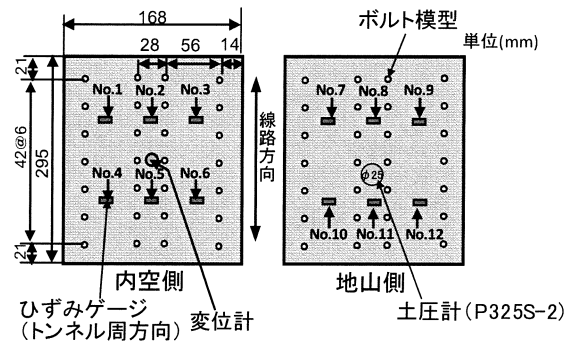 168
28
56
14
21
42@6
295
21
No.1
No.2
No.3
No.4
No.5
No.6
線路方向
内空側
ひずみゲージ
(トンネル周方向)
変位計
ボルト模型
単位(mm)
No.7
No.8
No.9
φ25
No.10
No.11
No.12
地山側
土圧計(P325S-2)